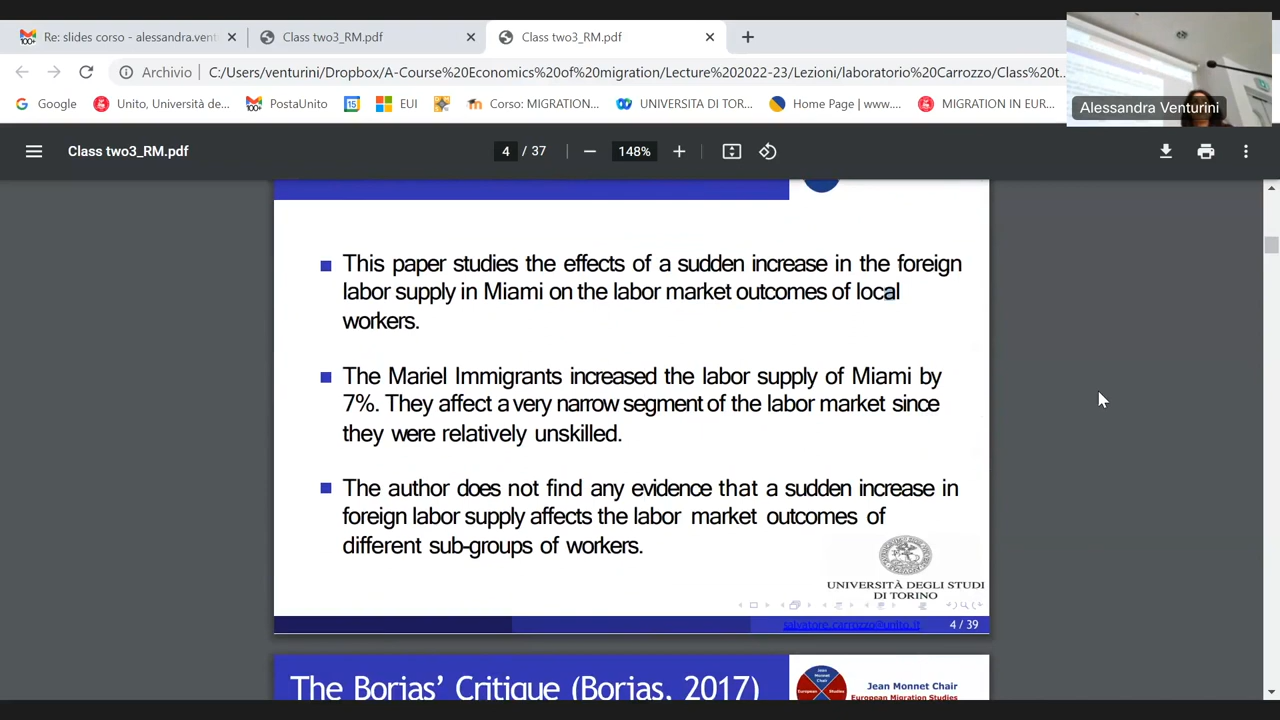 Re: slides corso - alessandra.vent
Class two3_RM.pdf
Class two3_RM.pdf
Archivio
C:/Users/venturini/Dropbox/A-Course%20Economics%20of%20migration/Lecture%202022-23/Lezioni/laboratorio%20Carrozzo/Class%20t...
Google
Unito, Università de...
PostaUnito
EUI
Corso: MIGRATION...
UNIVERSITA DI TOR...
Home Page | www....
MIGRATION IN EUR...
Alessandra Venturini
Class two3_RM.pdf
4 / 37
148%
This paper studies the effects of a sudden increase in the foreign
labor supply in Miami on the labor market outcomes of local
workers.
The Mariel Immigrants increased the labor supply of Miami by
7%. They affect a very narrow segment of the labor market since
they were relatively unskilled.
The author does not find any evidence that a sudden increase in
foreign labor supply affects the labor market outcomes of
different sub-groups of workers.
UNIVERSITÀ DEGLI STUDI
DI TORINO
salvatore.carrozzo@unito.it
4 / 39
The Borjas' Critique (Borjas, 2017)
Jean Monnet Chair
European Migration Studies